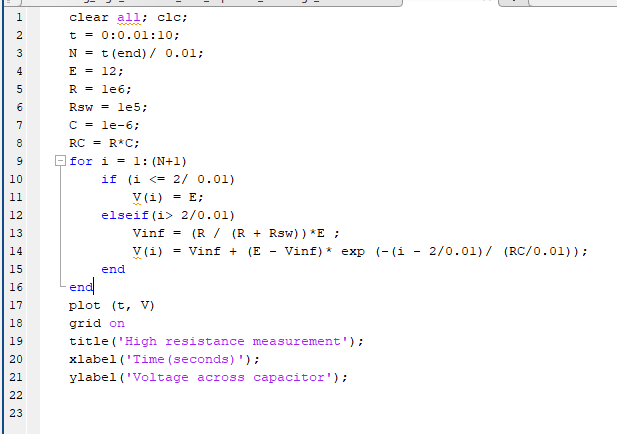 1 clear all; clc;
2 t = 0:0.01:10;
3 N = t(end)/ 0.01;
4 E = 12;
5 R = 1e6;
6 Rsw = 1e5;
7 C = 1e-6;
8 RC = R*C;
9 for i = 1:(N+1)
10 if (i <= 2/ 0.01)
11 V(i) = E;
12 elseif(i> 2/0.01)
13 Vinf = (R / (R + Rsw))*E ;
14 V(i) = Vinf + (E - Vinf)* exp (-(i - 2/0.01)/ (RC/0.01));
15 end
16 end
17 plot (t, V)
18 grid on
19 title('High resistance measurement');
20 xlabel('Time(seconds)');
21 ylabel('Voltage across capacitor');
22
23